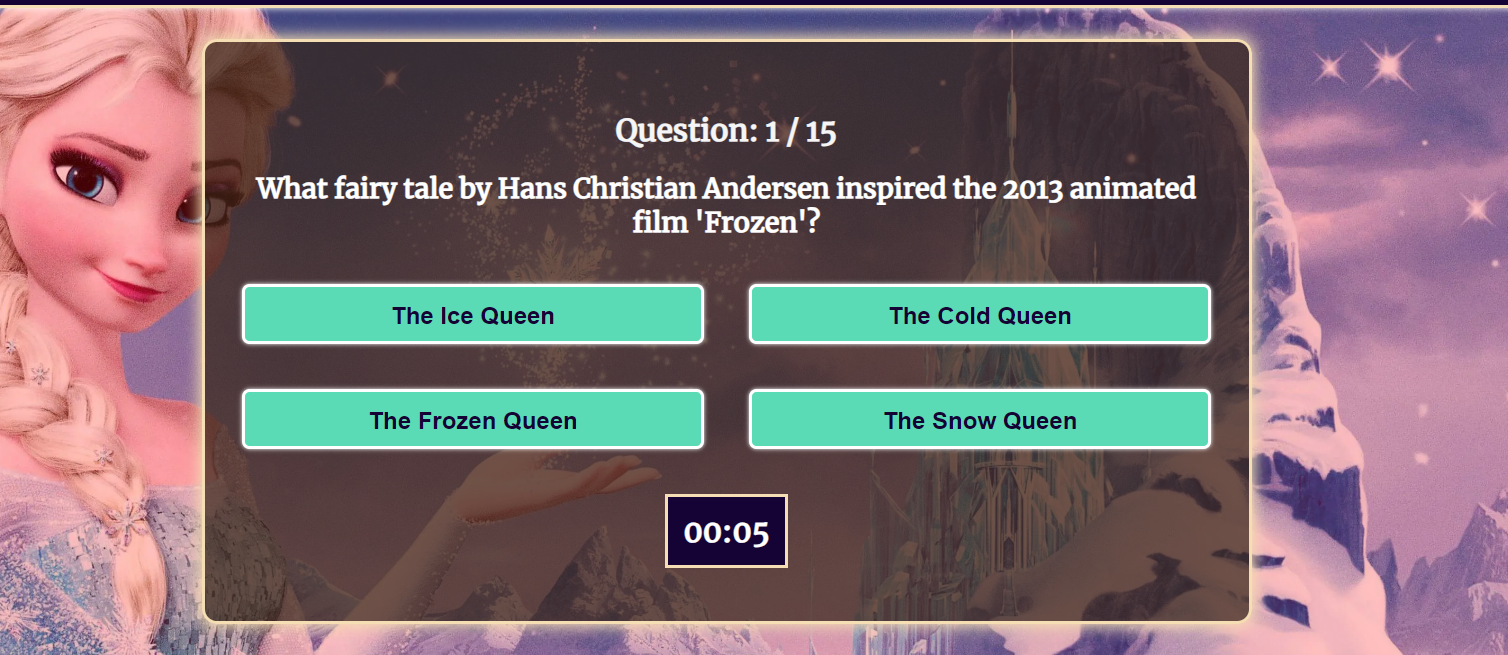 Question: 1 / 15
What fairy tale by Hans Christian Andersen inspired the 2013 animated
film 'Frozen'?
The Ice Queen
The Cold Queen
The Frozen Queen
The Snow Queen
00:05